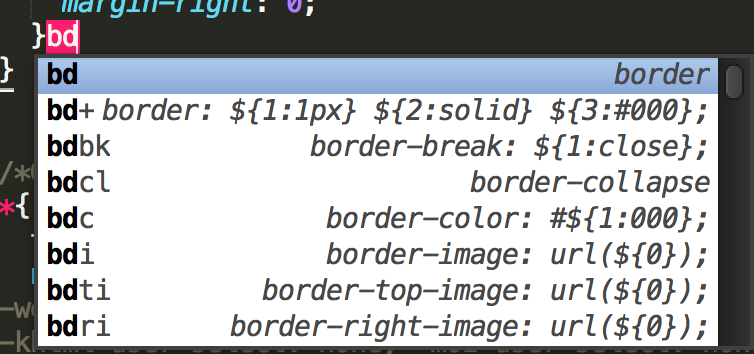 margin-right: 0;
}bd
}
bd border
bd+ border: ${1:1px} ${2:solid} ${3:#000};
bdbk border-break: ${1:close};
/*
bdcl border-collapse
*{
bdc border-color: #${1:000};
bdi border-image: url(${0});
bdti border-top-image: url(${0});
bdri border-right-image: url(${0});